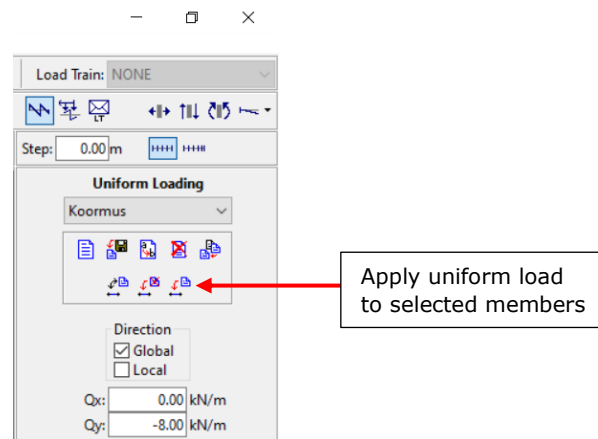 Load Train: NONE
LT
Step: 0.00 m
Uniform Loading
Koormus
Apply uniform load
to selected members
Direction
Global
Local
Qx: 0.00 kN/m
Qy: -8.00 kN/m